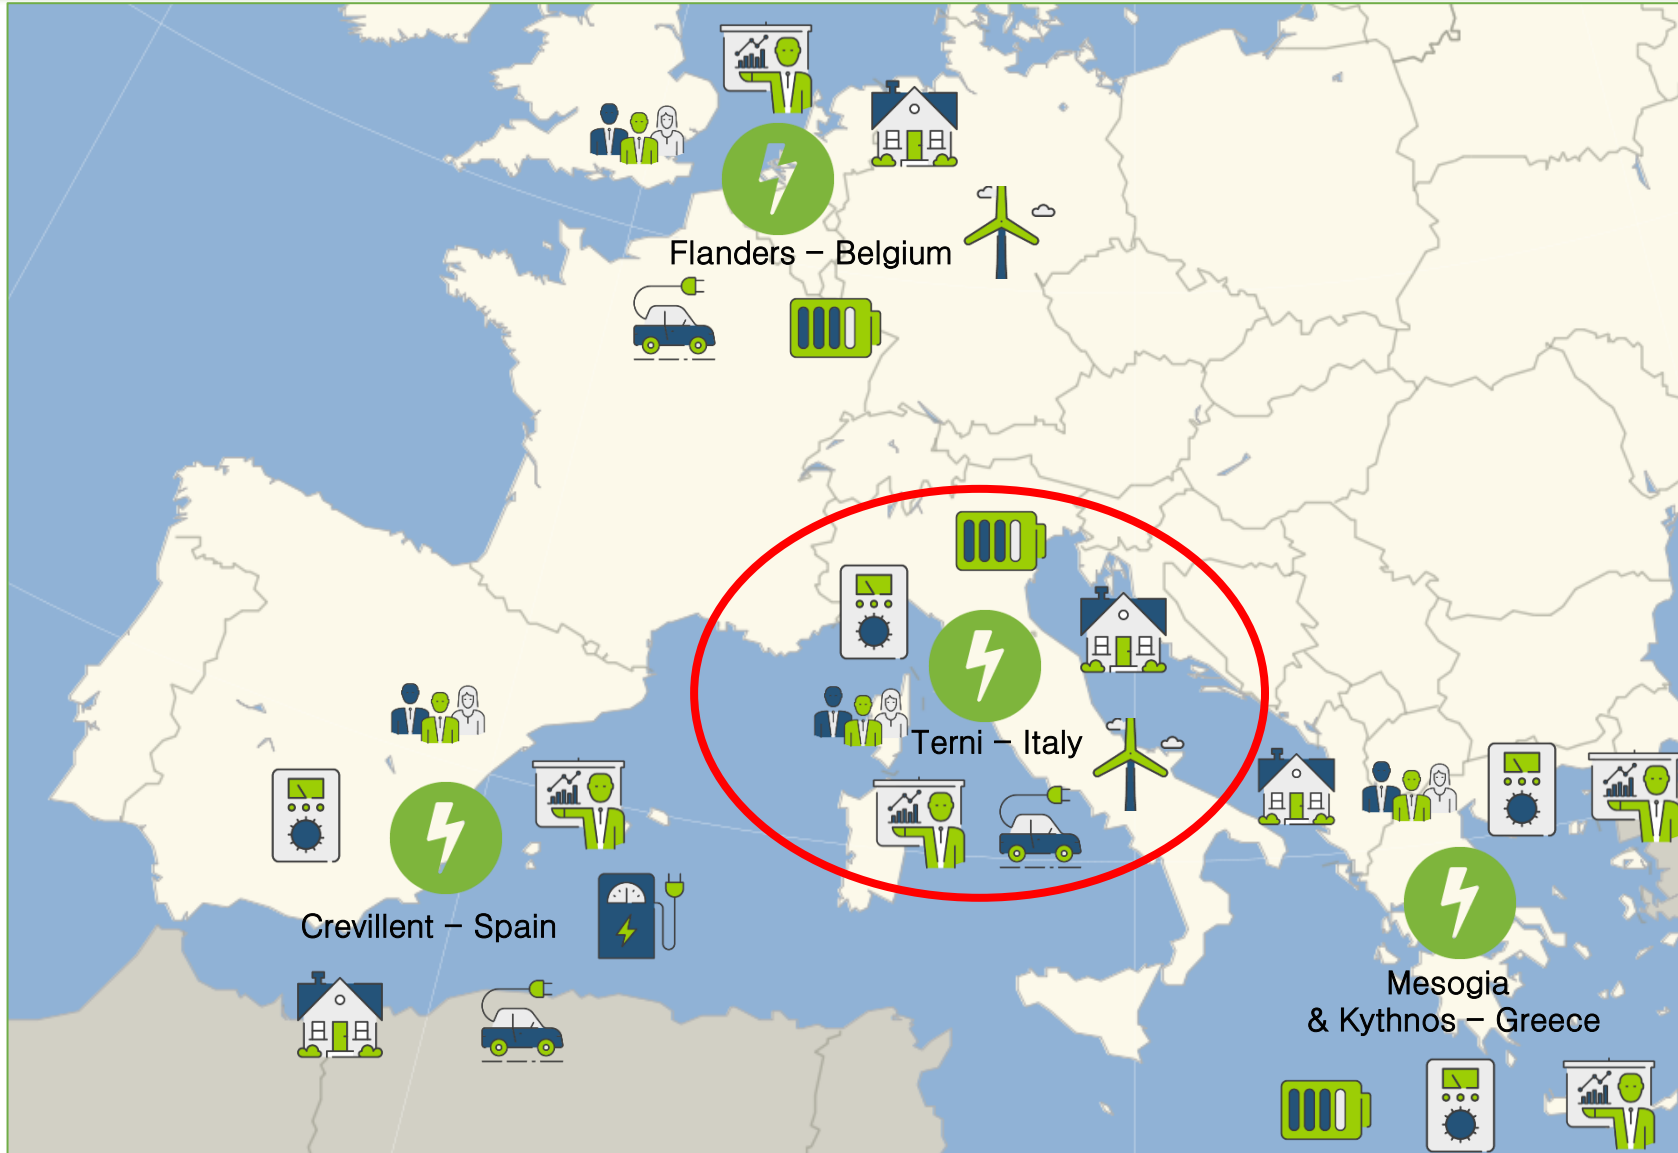 Flanders – Belgium
Terni – Italy
Crevillent – Spain
Mesogia
& Kythnos – Greece